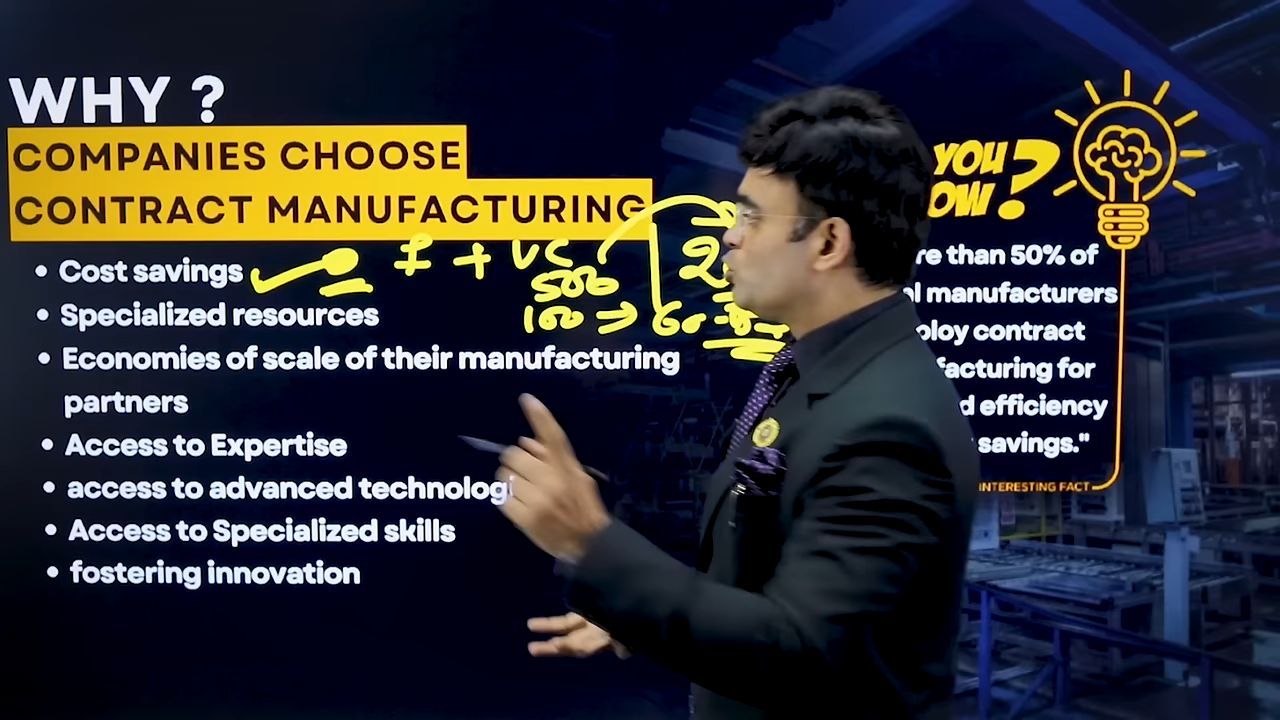 WHY ?
COMPANIES CHOOSE
CONTRACT MANUFACTURING
• Cost savings
• Specialized resources
• Economies of scale of their manufacturing
partners
• Access to Expertise
• access to advanced technologi
• Access to Specialized skills
• fostering innovation
+ VC
500
100 ⇒ 60
YOU
OW?
re than 50% of
l manufacturers
loy contract
facturing for
d efficiency
savings."
INTERESTING FACT